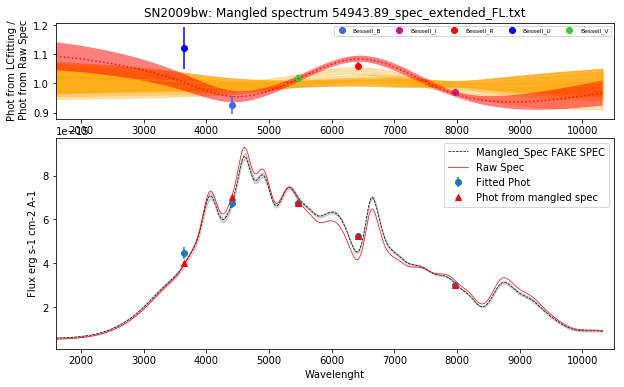 SN2009bw: Mangled spectrum 54943.89_spec_extended_FL.txt
Phot from LCfitting /
Phot from Raw Spec
1.2
1.1
1.0
0.9
Bessell_B
Bessell_I
Bessell_R
Bessell_U
Bessell_V
2000 3000 4000 5000 6000 7000 8000 9000 10000
Flux erg s-1 cm-2 A-1
8
6
4
2
Mangled_Spec FAKE SPEC
Raw Spec
Fitted Phot
Phot from mangled spec
2000 3000 4000 5000 6000 7000 8000 9000 10000
Wavelenght